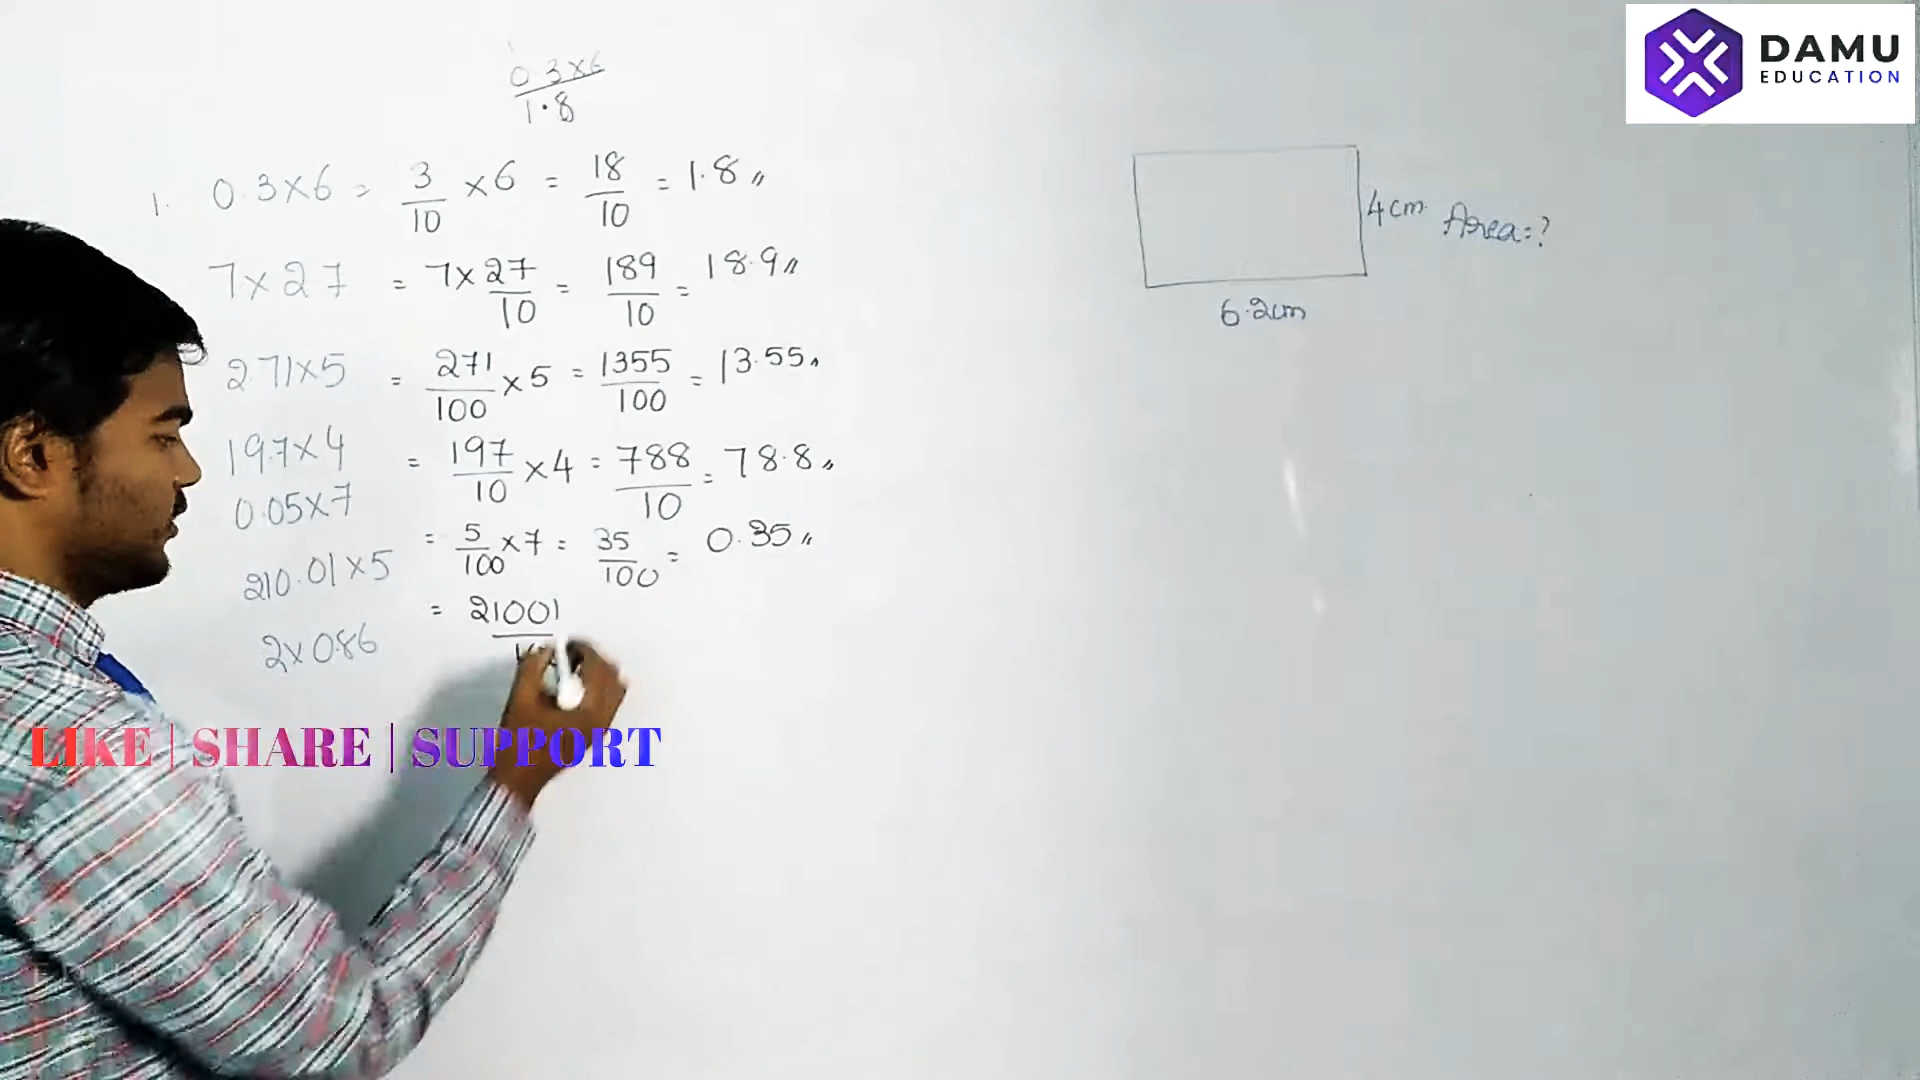 DAMU
EDUCATION
0.3×6
1.8
1. 0.3×6 = 3/10 ×6 = 18/10 = 1.8 〃
7×27 = 7×27/10 = 189/10 = 18.9 〃
2.71×5 = 271/100 ×5 = 1355/100 = 13.55 〃
19.7×4 = 197/10 ×4 = 788/10 = 78.8 〃
0.05×7 = 5/100 ×7 = 35/100 = 0.35 〃
210.01×5 = 21001
2×0.86
4cm Area=?
6.2cm
LIKE | SHARE | SUPPORT